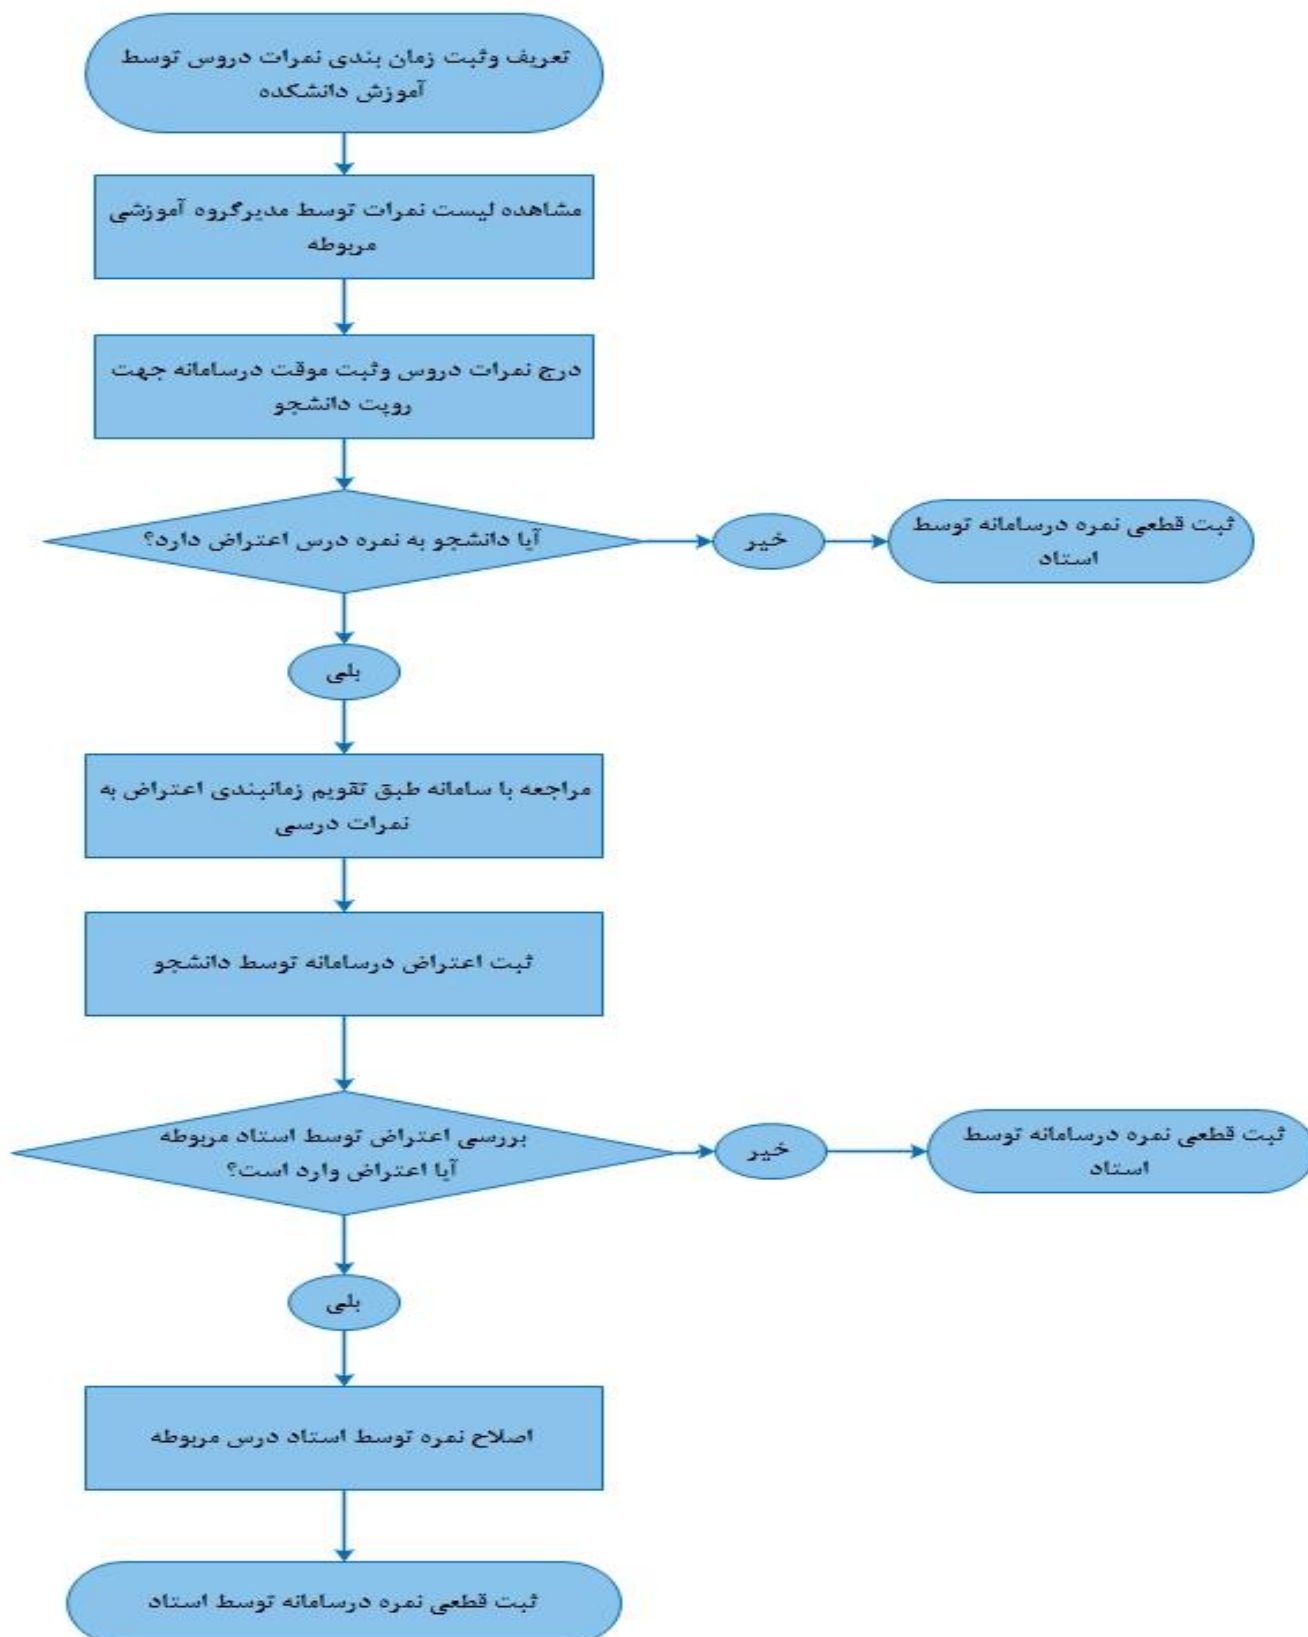 تعریف وثبت زمان بندی نمرات دروس توسط
آموزش دانشکده
مشاهده لیست نمرات توسط مدیرگروه آموزشی
مربوطه
درج نمرات دروس وثبت موقت درسامانه جهت
رویت دانشجو
آیا دانشجو به نمره درس اعتراض دارد؟
خیر
ثبت قطعی نمره درسامانه توسط
استاد
بلی
مراجعه با سامانه طبق تقویم زمانبندی اعتراض به
نمرات درسی
ثبت اعتراض درسامانه توسط دانشجو
بررسی اعتراض توسط استاد مربوطه
آیا اعتراض وارد است؟
خیر
ثبت قطعی نمره درسامانه توسط
استاد
بلی
اصلاح نمره توسط استاد درس مربوطه
ثبت قطعی نمره درسامانه توسط استاد